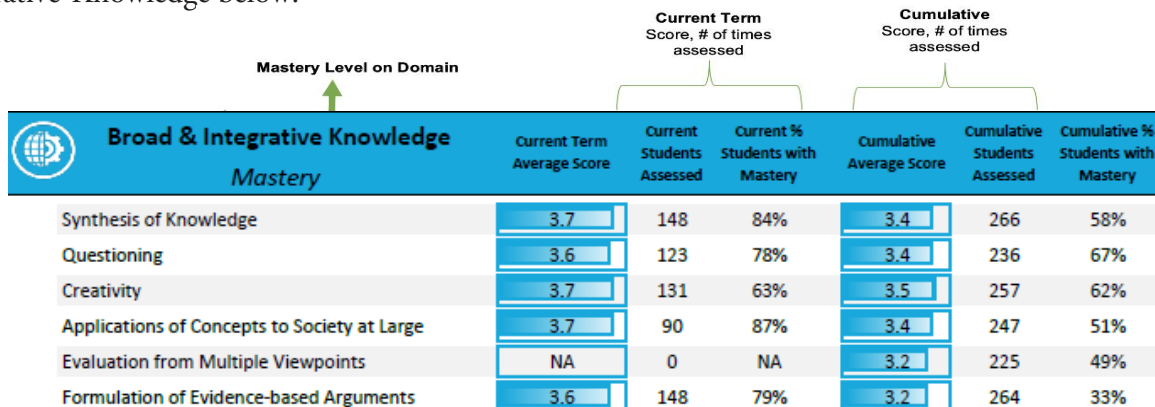 ative Knowledge below.
Current Term
Score, # of times
assessed
Cumulative
Score, # of times
assessed
Mastery Level on Domain
Broad & Integrative Knowledge
Mastery
Current Term
Average Score
Current
Students
Assessed
Current %
Students with
Mastery
Cumulative
Average Score
Cumulative
Students
Assessed
Cumulative %
Students with
Mastery
Synthesis of Knowledge 3.7 148 84% 3.4 266 58%
Questioning 3.6 123 78% 3.4 236 67%
Creativity 3.7 131 63% 3.5 257 62%
Applications of Concepts to Society at Large 3.7 90 87% 3.4 247 51%
Evaluation from Multiple Viewpoints NA 0 NA 3.2 225 49%
Formulation of Evidence-based Arguments 3.6 148 79% 3.2 264 33%